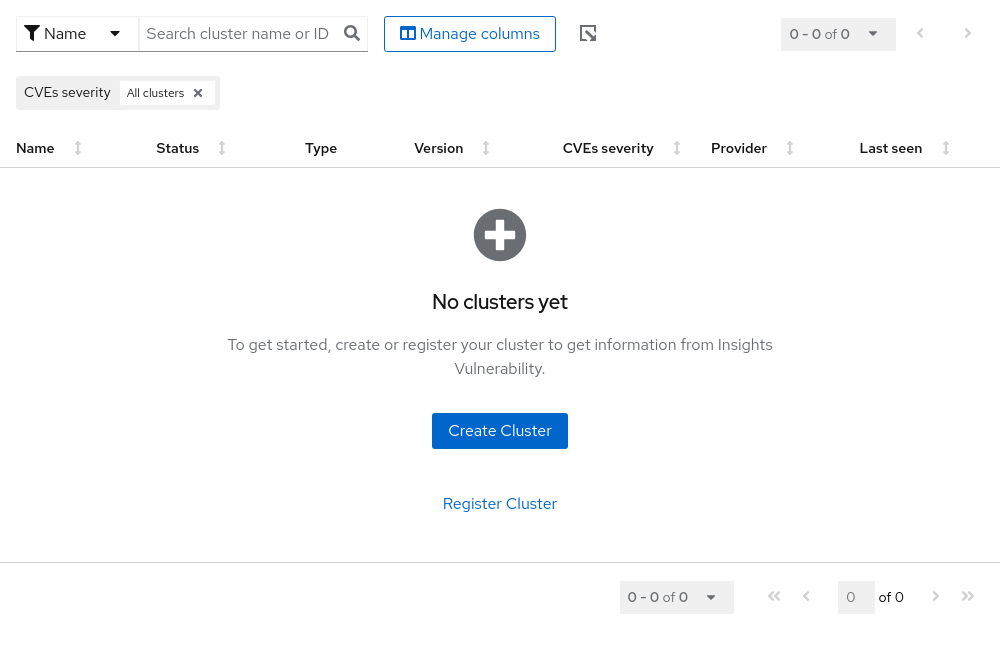 Name Search cluster name or ID Manage columns 0 - 0 of 0
CVEs severity All clusters
Name Status Type Version CVEs severity Provider Last seen
No clusters yet
To get started, create or register your cluster to get information from Insights
Vulnerability.
Create Cluster
Register Cluster
0 - 0 of 0 0 of 0